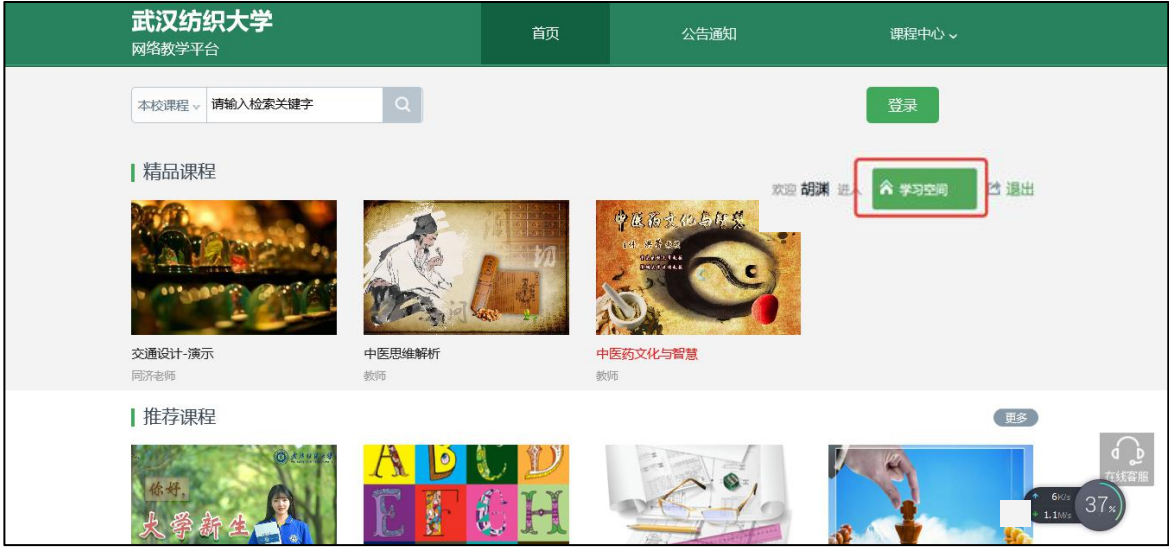 武汉纺织大学
网络教学平台
首页
公告通知
课程中心
本校课程
请输入检索关键字
登录
精品课程
欢迎 胡渊 进入 学习空间 退出
中医药文化与智慧
切
问
交通设计-演示
同济老师
中医思维解析
教师
中医药文化与智慧
教师
推荐课程
更多
你好,
大学新生
A B C D
E F G H
在线客服
6K/s
1.1M/s
37%